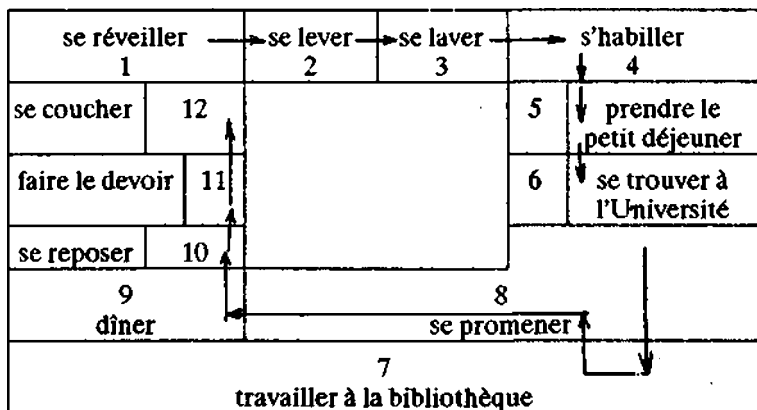 se réveiller se lever se laver s'habiller
1 2 3 4
se coucher 12 5 prendre le
petit déjeuner
faire le devoir 11 6 se trouver à
l'Université
se reposer 10
9 8
dîner se promener
7
travailler à la bibliothèque